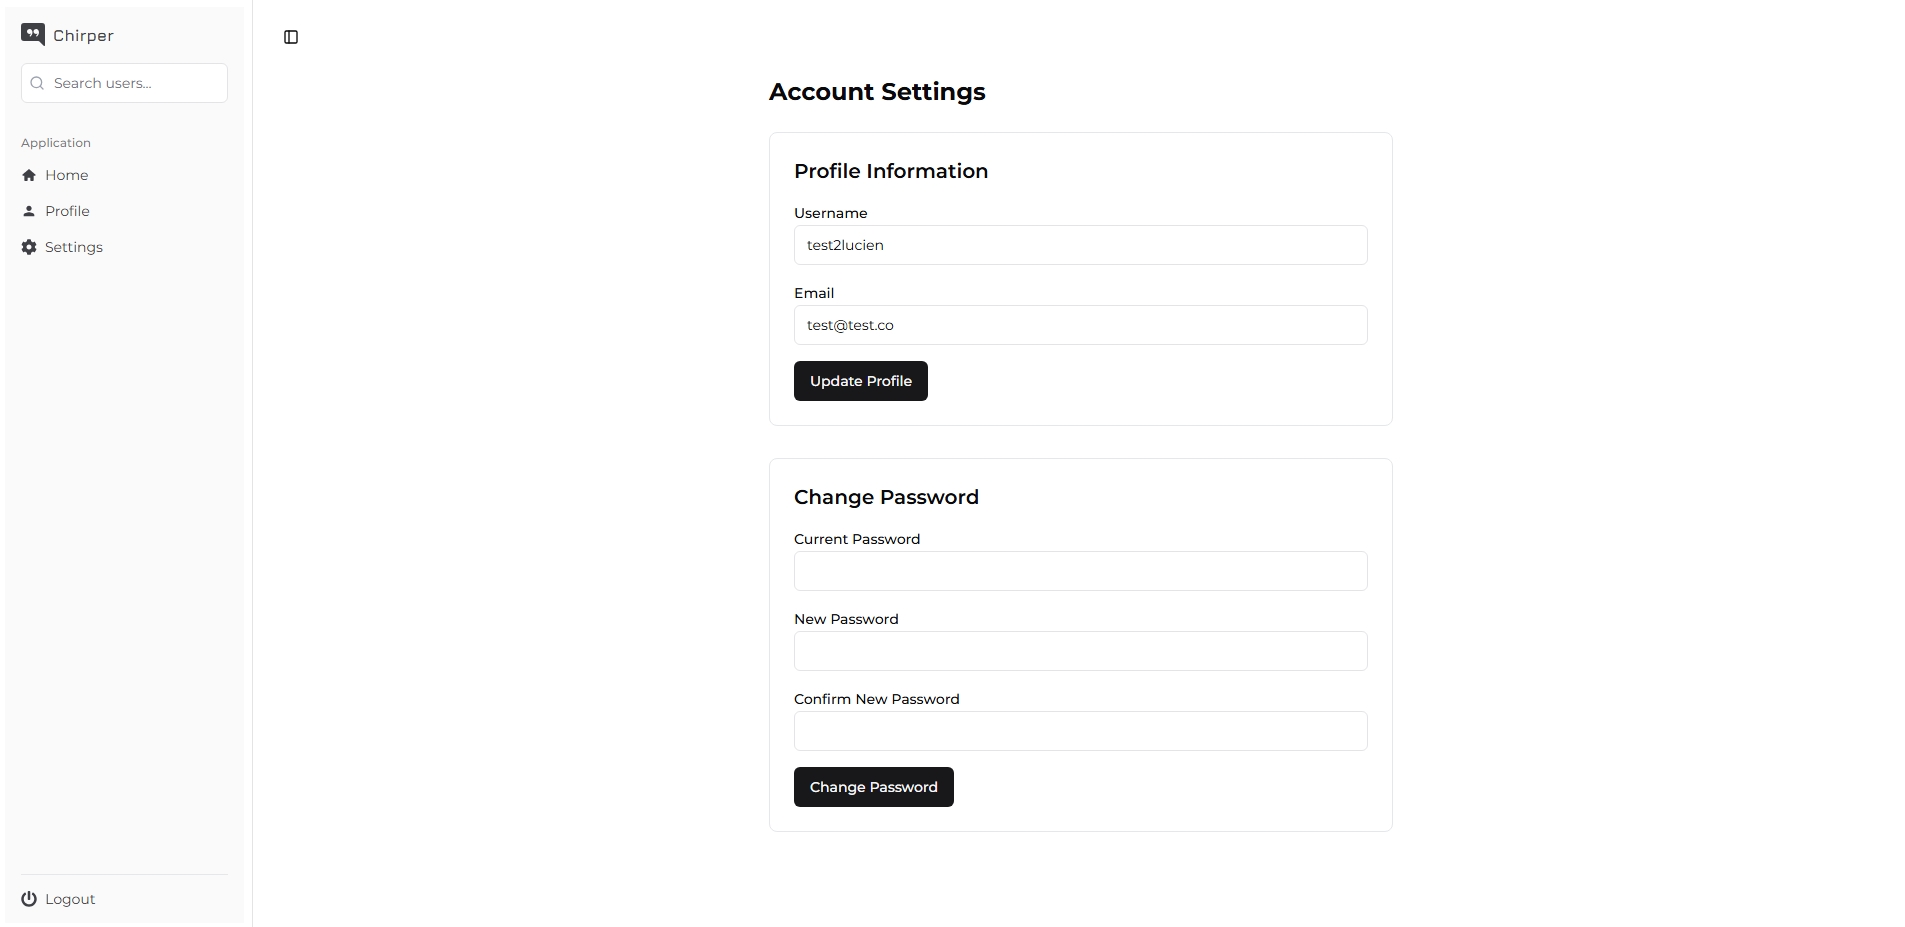 Chirper
Search users...
Application
Home
Profile
Settings
Logout
Account Settings
Profile Information
Username
test2lucien
Email
test@test.co
Update Profile
Change Password
Current Password
New Password
Confirm New Password
Change Password